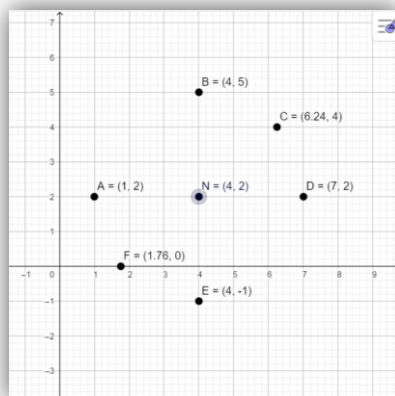 7
6
B = (4, 5)
5
C = (6.24, 4)
4
3
A = (1, 2)
N = (4, 2)
D = (7, 2)
2
1
F = (1.76, 0)
−1 0 1 2 3 4 5 6 7 8 9
E = (4, -1)
−1
−2
−3